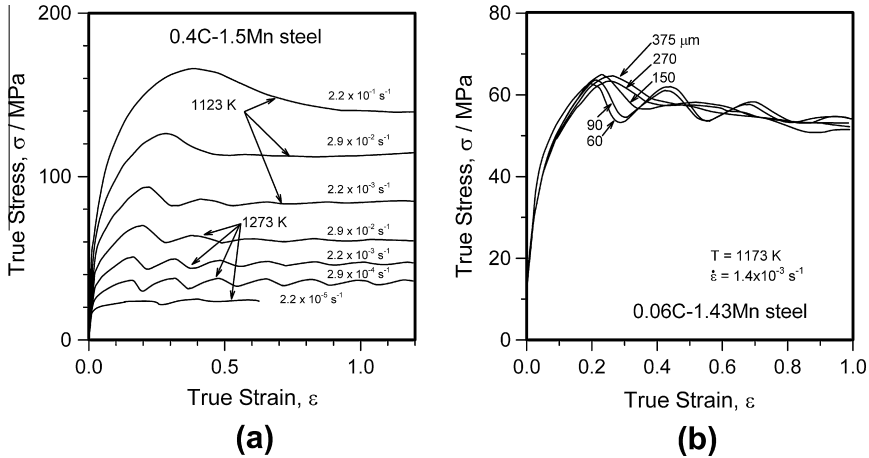 200
100
0
True Stress, σ / MPa
0.4C-1.5Mn steel
2.2 x 10⁻¹ s⁻¹
1123 K
2.9 x 10⁻² s⁻¹
2.2 x 10⁻³ s⁻¹
1273 K
2.9 x 10⁻² s⁻¹
2.2 x 10⁻³ s⁻¹
2.9 x 10⁻⁴ s⁻¹
2.2 x 10⁻⁵ s⁻¹
0.0 0.5 1.0
True Strain, ε
(a)
80
60
40
20
0
True Stress, σ / MPa
375 μm
270
150
90
60
T = 1173 K
ε̇ = 1.4x10⁻³ s⁻¹
0.06C-1.43Mn steel
0.0 0.2 0.4 0.6 0.8 1.0
True Strain, ε
(b)